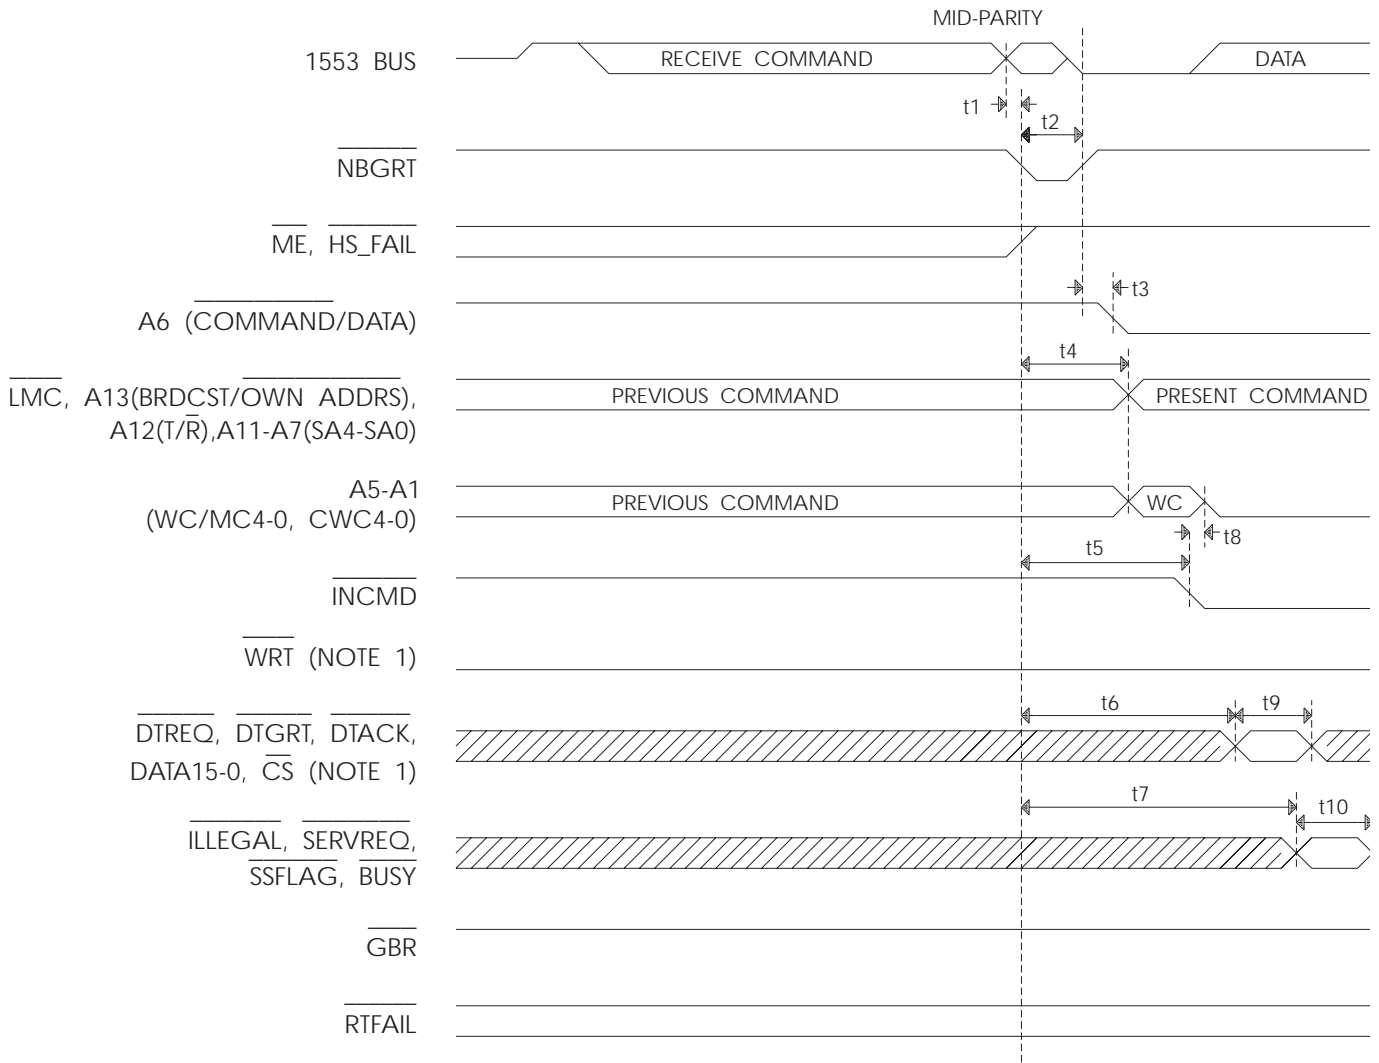 MID-PARITY
1553 BUS
RECEIVE COMMAND
DATA
t1
t2
NBGRT
ME, HS_FAIL
t3
A6 (COMMAND/DATA)
t4
LMC, A13(BRDCST/OWN ADDRS),
A12(T/R),A11-A7(SA4-SA0)
PREVIOUS COMMAND
PRESENT COMMAND
A5-A1
(WC/MC4-0, CWC4-0)
PREVIOUS COMMAND
WC
t8
t5
INCMD
WRT (NOTE 1)
t6
t9
DTREQ, DTGRT, DTACK,
DATA15-0, CS (NOTE 1)
t7
t10
ILLEGAL, SERVREQ,
SSFLAG, BUSY
GBR
RTFAIL